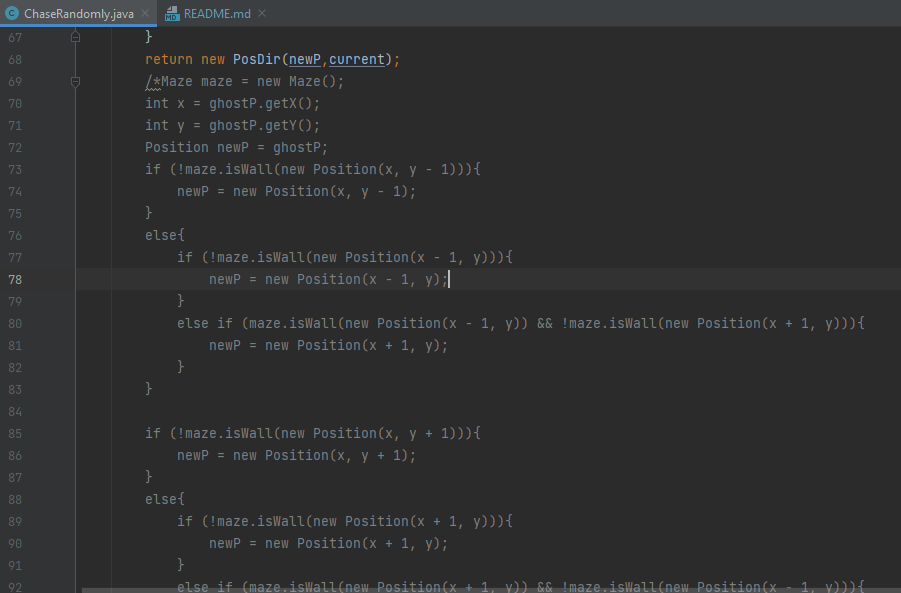 ChaseRandomly.java README.md
67 }
68 return new PosDir(newP,current);
69 /*Maze maze = new Maze();
70 int x = ghostP.getX();
71 int y = ghostP.getY();
72 Position newP = ghostP;
73 if (!maze.isWall(new Position(x, y - 1))){
74 newP = new Position(x, y - 1);
75 }
76 else{
77 if (!maze.isWall(new Position(x - 1, y))){
78 newP = new Position(x - 1, y);
79 }
80 else if (maze.isWall(new Position(x - 1, y)) && !maze.isWall(new Position(x + 1, y))){
81 newP = new Position(x + 1, y);
82 }
83 }
84
85 if (!maze.isWall(new Position(x, y + 1))){
86 newP = new Position(x, y + 1);
87 }
88 else{
89 if (!maze.isWall(new Position(x + 1, y))){
90 newP = new Position(x + 1, y);
91 }
92 else if (maze.isWall(new Position(x + 1, y)) && !maze.isWall(new Position(x - 1, y))){